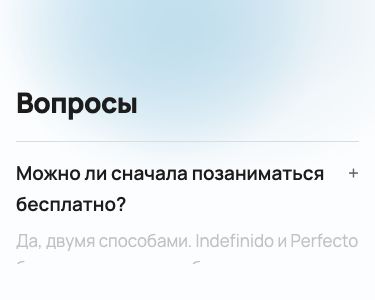 Вопросы
Можно ли сначала позаниматься +
бесплатно?
Да, двумя способами. Indefinido и Perfecto